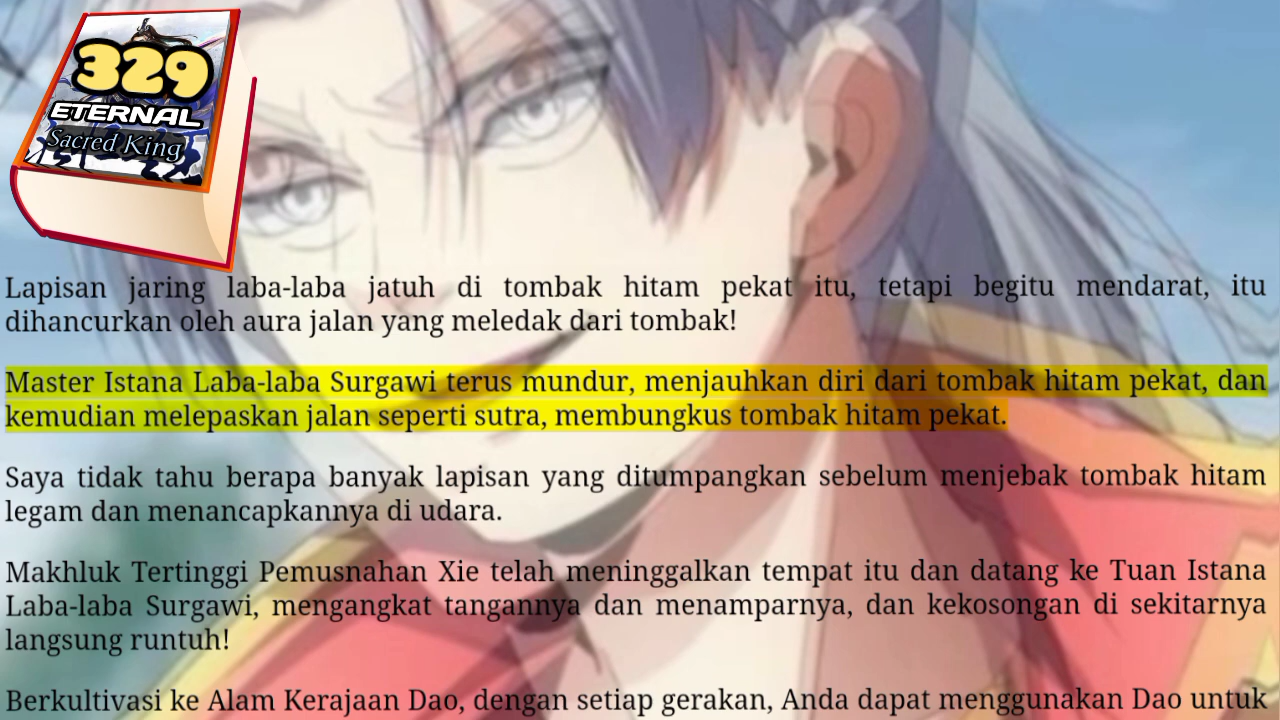 329
ETERNAL
Sacred King
Lapisan jaring laba-laba jatuh di tombak hitam pekat itu, tetapi begitu mendarat, itu
dihancurkan oleh aura jalan yang meledak dari tombak!
Master Istana Laba-laba Surgawi terus mundur, menjauhkan diri dari tombak hitam pekat, dan
kemudian melepaskan jalan seperti sutra, membungkus tombak hitam pekat.
Saya tidak tahu berapa banyak lapisan yang ditumpangkan sebelum menjebak tombak hitam
legam dan menancapkannya di udara.
Makhluk Tertinggi Pemusnahan Xie telah meninggalkan tempat itu dan datang ke Tuan Istana
Laba-laba Surgawi, mengangkat tangannya dan menamparnya, dan kekosongan di sekitarnya
langsung runtuh!
Berkultivasi ke Alam Kerajaan Dao, dengan setiap gerakan, Anda dapat menggunakan Dao untuk